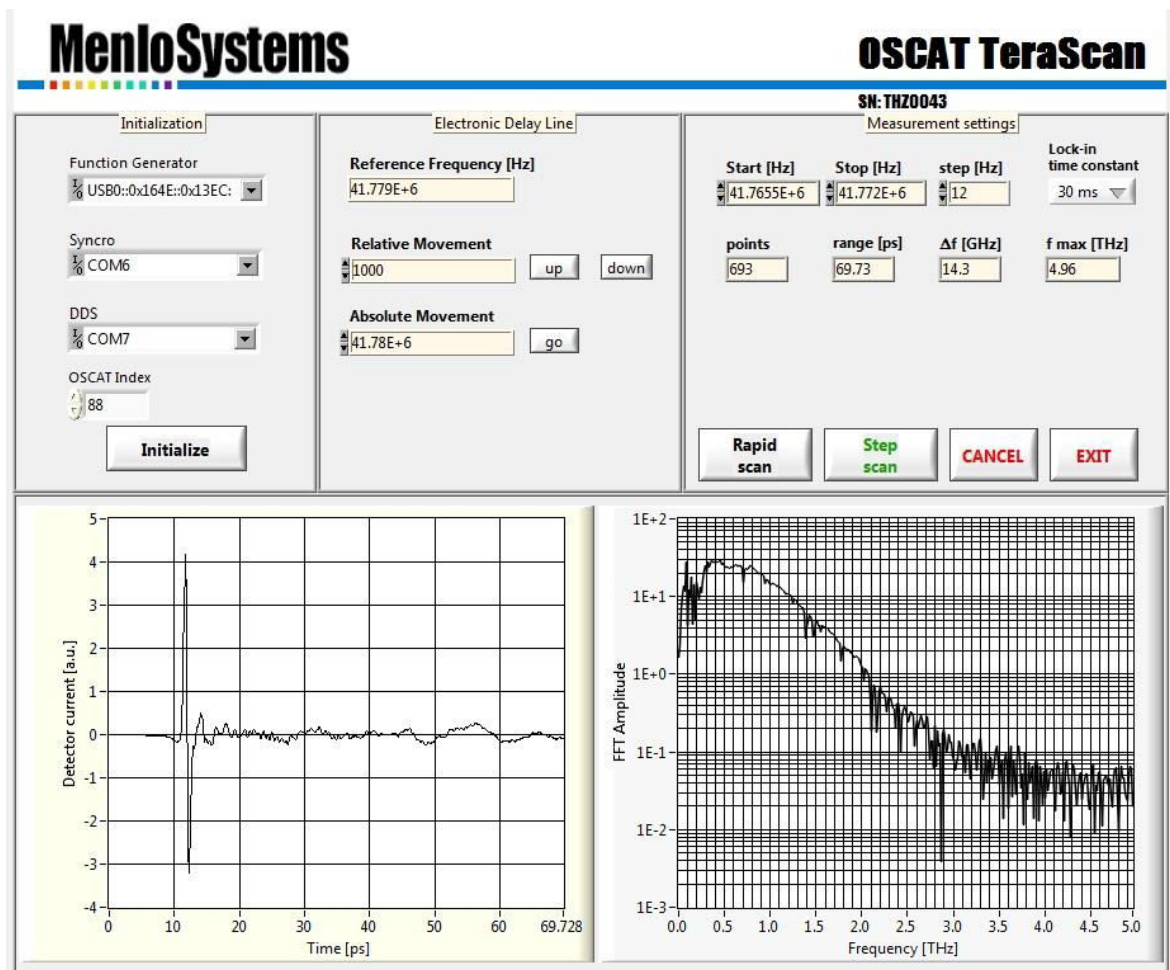 MenloSystems
OSCAT TeraScan
SN: THZ0043
Initialization
Function Generator
I/O USB0::0x164E::0x13EC:
Syncro
I/O COM6
DDS
I/O COM7
OSCAT Index
88
Initialize
Electronic Delay Line
Reference Frequency [Hz]
41.779E+6
Relative Movement
1000
up
down
Absolute Movement
41.78E+6
go
Measurement settings
Start [Hz]
41.7655E+6
Stop [Hz]
41.772E+6
step [Hz]
12
Lock-in
time constant
30 ms
points
693
range [ps]
69.73
Δf [GHz]
14.3
f max [THz]
4.96
Rapid
scan
Step
scan
CANCEL
EXIT
Detector current [a.u.]
5
4
3
2
1
0
-1
-2
-3
-4
0 10 20 30 40 50 60 69.728
Time [ps]
FFT Amplitude
1E+2
1E+1
1E+0
1E-1
1E-2
1E-3
0.0 0.5 1.0 1.5 2.0 2.5 3.0 3.5 4.0 4.5 5.0
Frequency [THz]